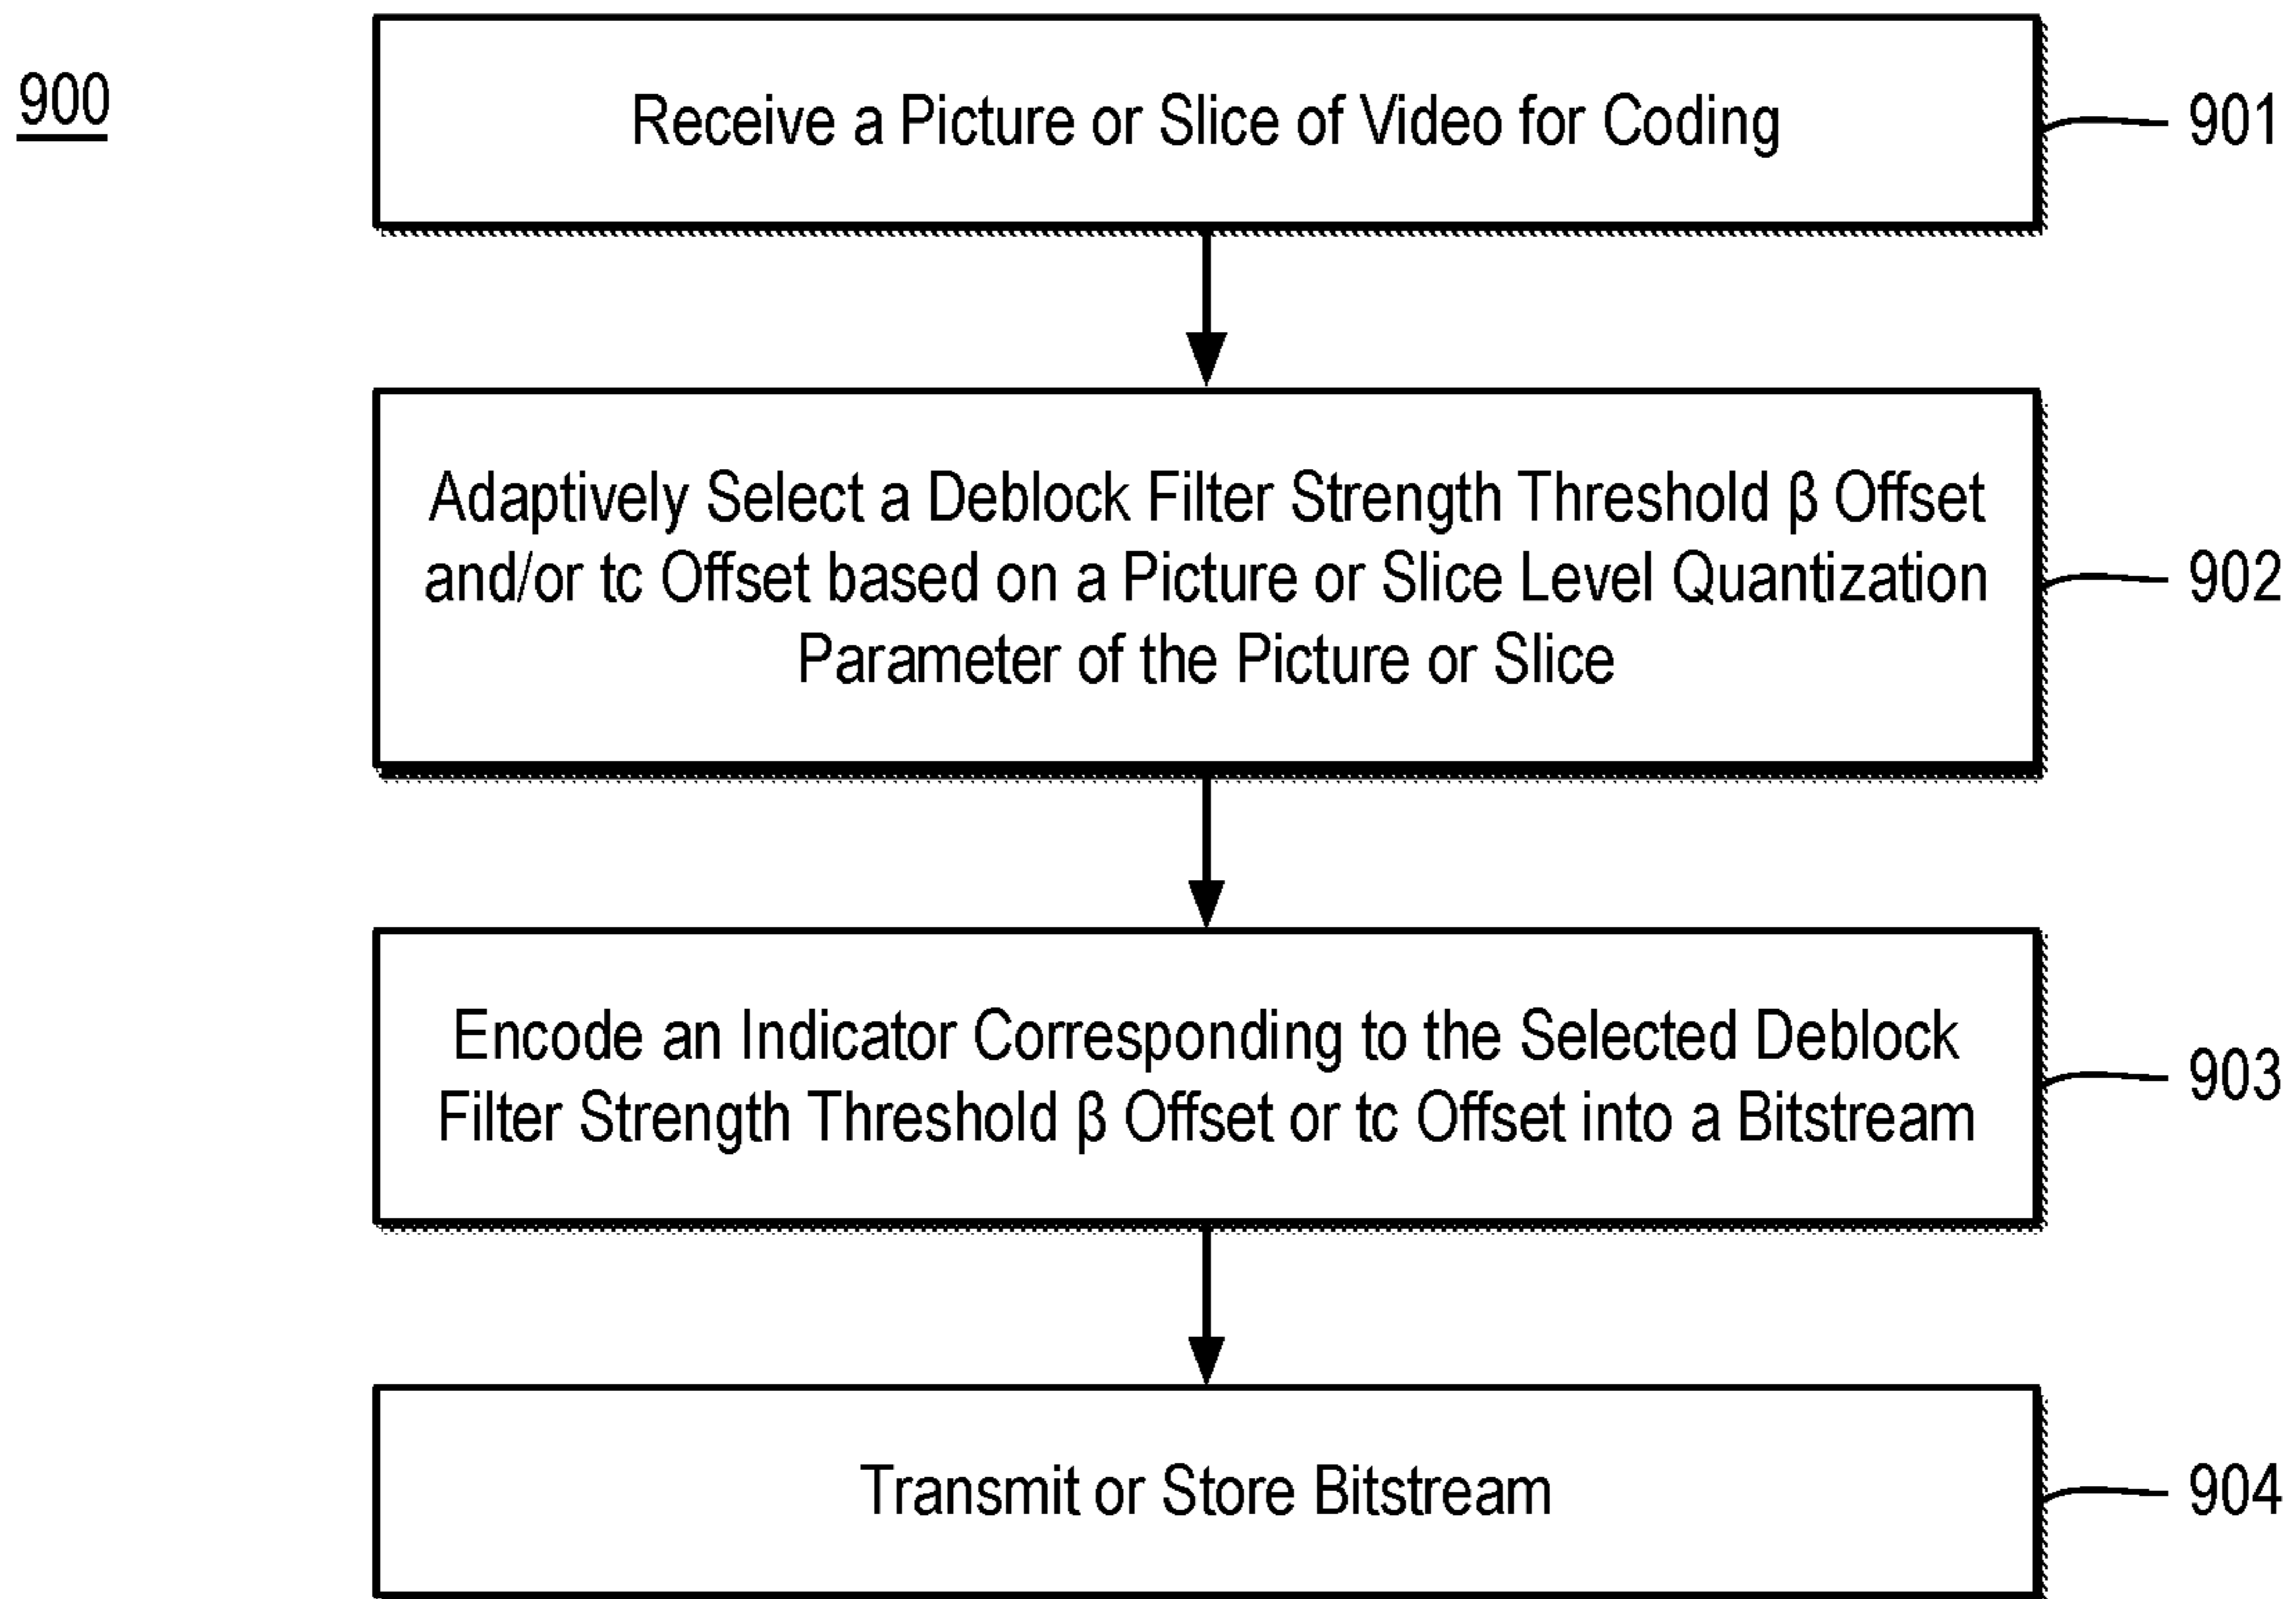 900
Receive a Picture or Slice of Video for Coding
901
Adaptively Select a Deblock Filter Strength Threshold β Offset
and/or tc Offset based on a Picture or Slice Level Quantization
Parameter of the Picture or Slice
902
Encode an Indicator Corresponding to the Selected Deblock
Filter Strength Threshold β Offset or tc Offset into a Bitstream
903
Transmit or Store Bitstream
904